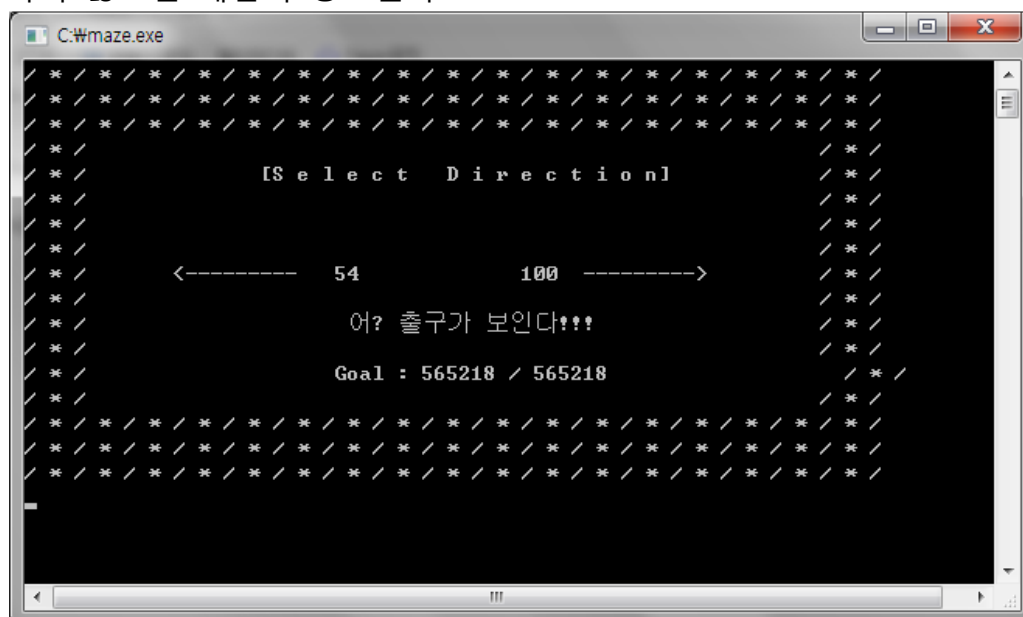 C:₩maze.exe
/ * / * / * / * / * / * / * / * / * / * / * / * / * / * / * / * / * /
/ * / * / * / * / * / * / * / * / * / * / * / * / * / * / * / * / * /
/ * / * / * / * / * / * / * / * / * / * / * / * / * / * / * / * / * /
/ * / / * /
/ * / [S e l e c t   D i r e c t i o n] / * /
/ * / / * /
/ * / / * /
/ * / / * /
/ * / <--------- 54 100 ---------> / * /
/ * / / * /
/ * / 어? 출구가 보인다!!! / * /
/ * / / * /
/ * / Goal : 565218 / 565218 / * /
/ * / / * /
/ * / * / * / * / * / * / * / * / * / * / * / * / * / * / * / * / * /
/ * / * / * / * / * / * / * / * / * / * / * / * / * / * / * / * / * /
/ * / * / * / * / * / * / * / * / * / * / * / * / * / * / * / * / * /